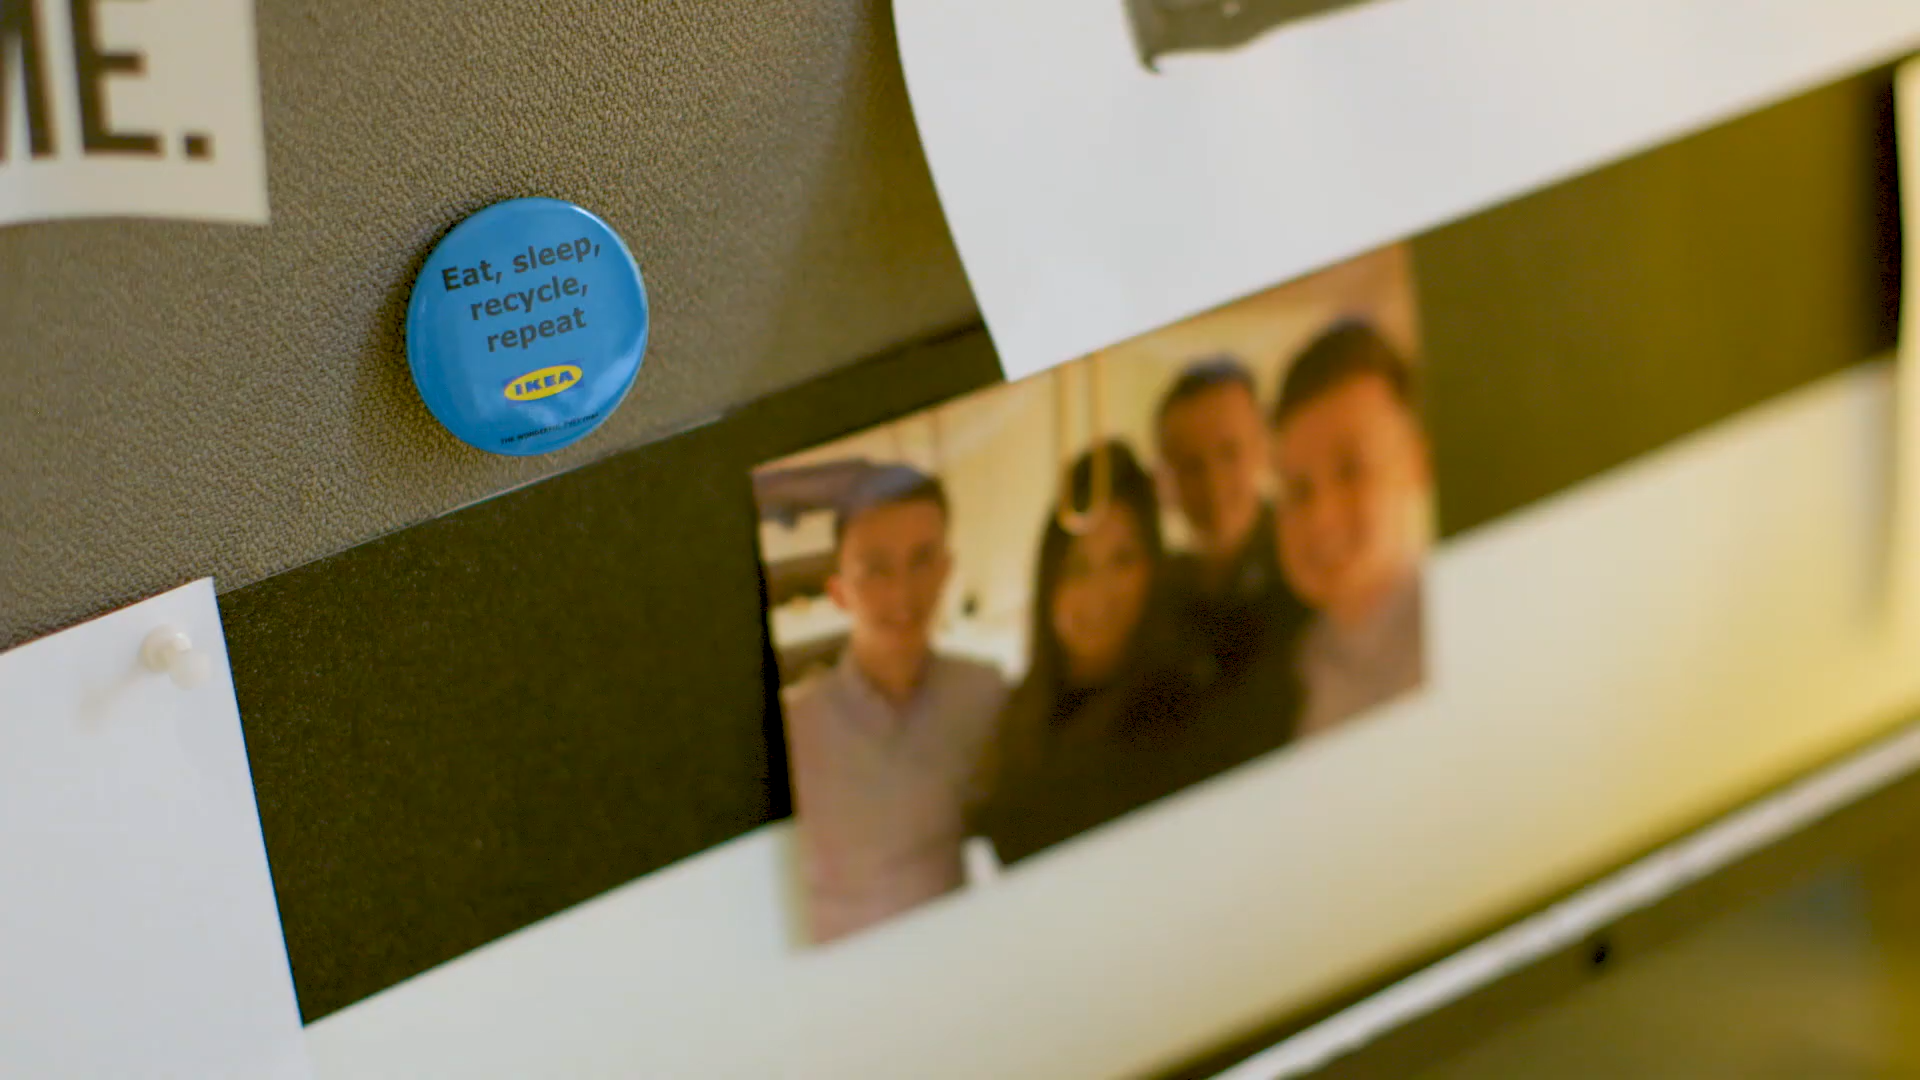 ME.
Eat, sleep,
recycle,
repeat
IKEA